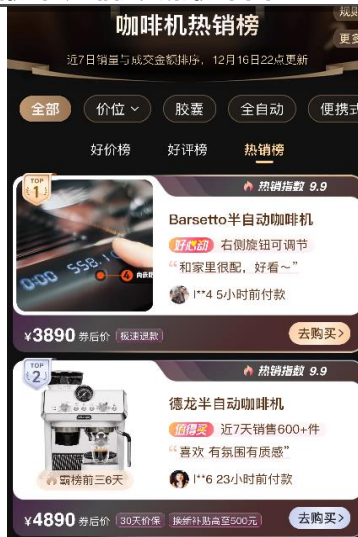 咖啡机热销榜
更多
近7日销量与成交金额排序，12月16日22点更新
全部
价位
胶囊
全自动
便携式
好价榜
好评榜
热销榜
TOP
1
热销指数 9.9
Barsetto半自动咖啡机
好心动 右侧旋钮可调节
“和家里很配，好看～”
l**4 5小时前付款
¥3890 券后价 极速退款
去购买>
TOP
2
热销指数 9.9
德龙半自动咖啡机
值得买 近7天销售600+件
“喜欢 有氛围有质感”
l**6 23小时前付款
霸榜前三6天
¥4890 券后价 30天价保 换新补贴高至500元
去购买>